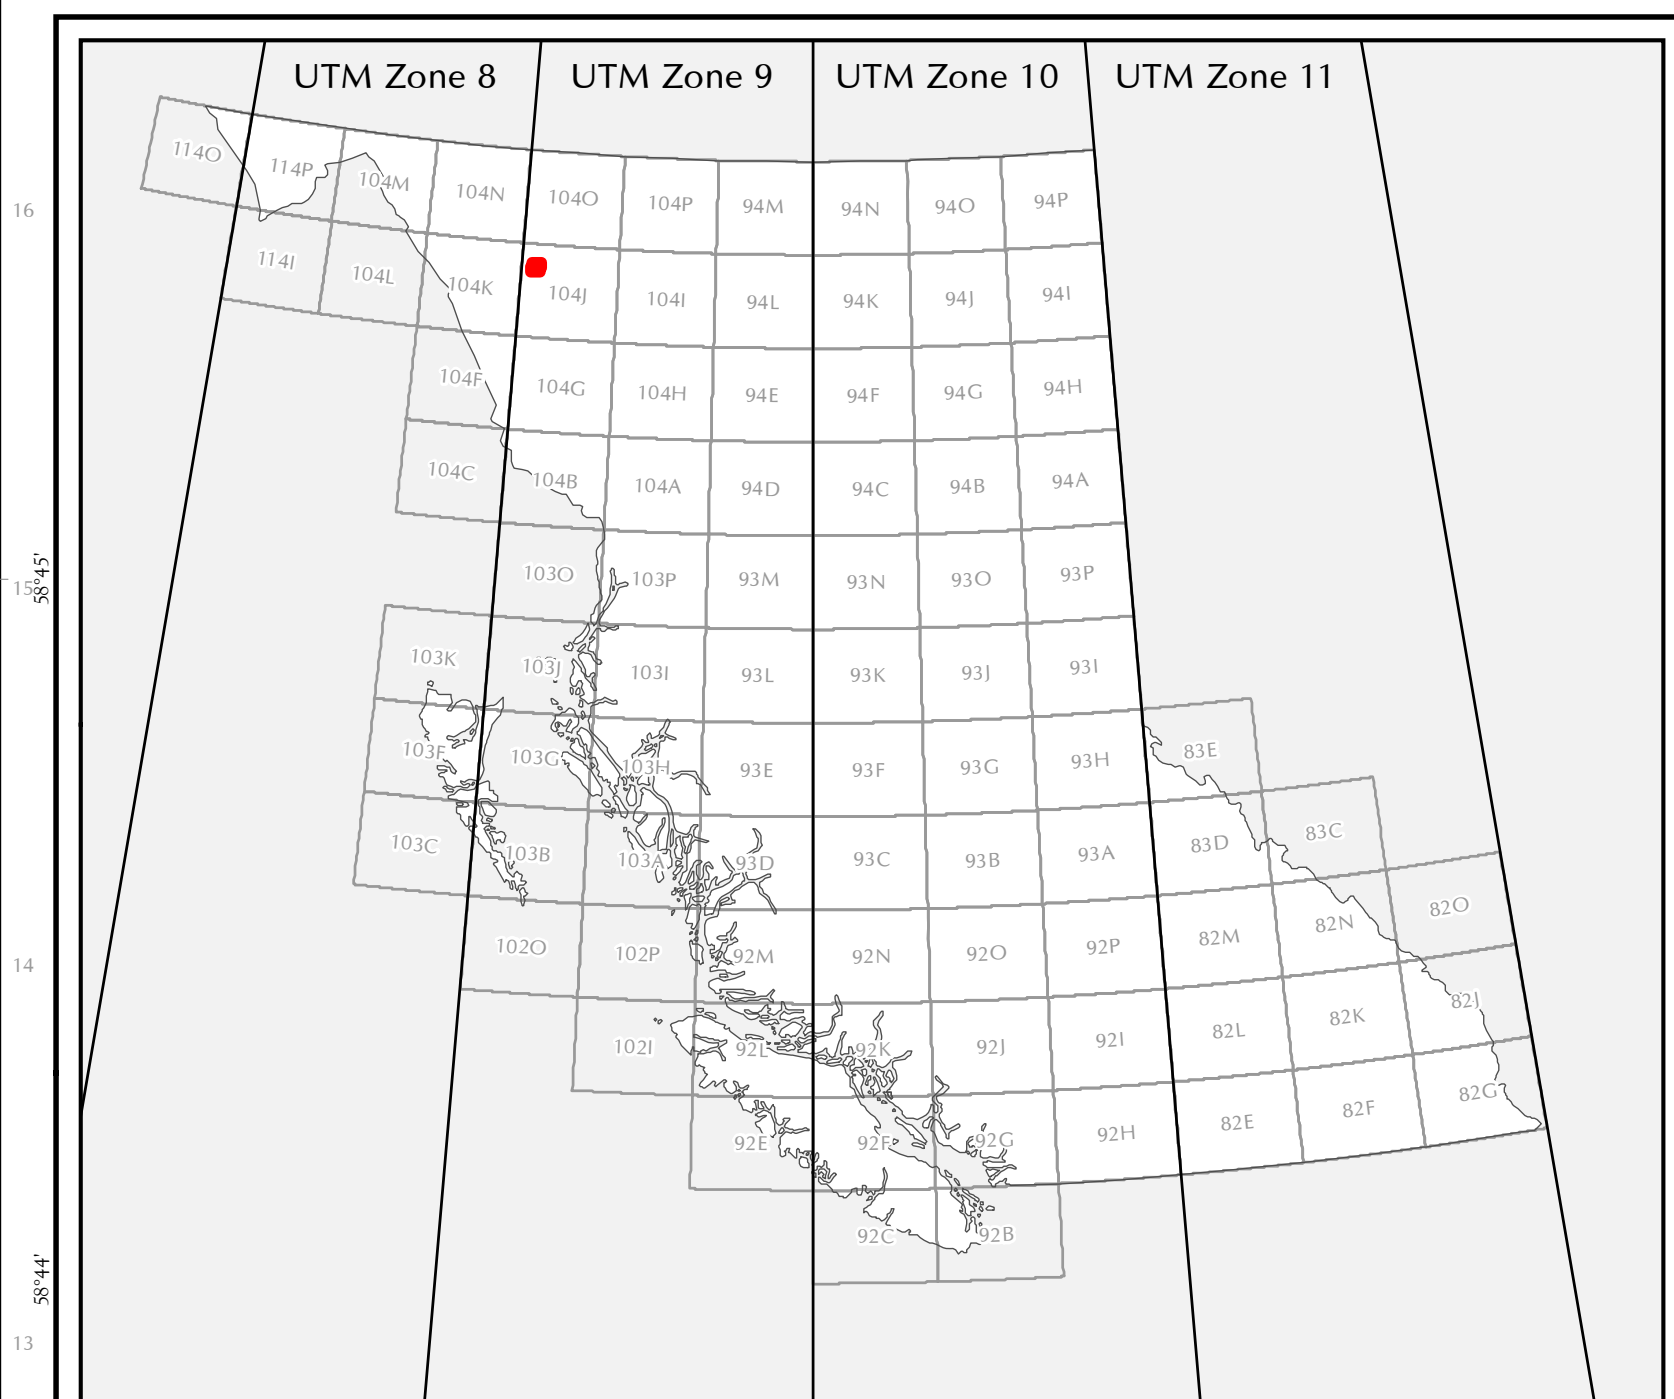 UTM Zone 8 UTM Zone 9 UTM Zone 10 UTM Zone 11
114O 114P 104M 104N 104O 104P 94M 94N 94O 94P
16
114I 104L 104K 104J 104I 94L 94K 94J 94I
104F 104G 104H 94E 94F 94G 94H
104C 104B 104A 94D 94C 94B 94A
103O 103P 93M 93N 93O 93P
15
58°45'
103K 103J 103I 93L 93K 93J 93I
103F 103G 103H 93E 93F 93G 93H 83E
103C 103B 103A 93D 93C 93B 93A 83D 83C
102O 102P 92M 92N 92O 92P 82M 82N 82O
14
102I 92L 92K 92J 92I 82L 82K 82J
92E 92F 92G 92H 82E 82F 82G
92C 92B
58°44'
13